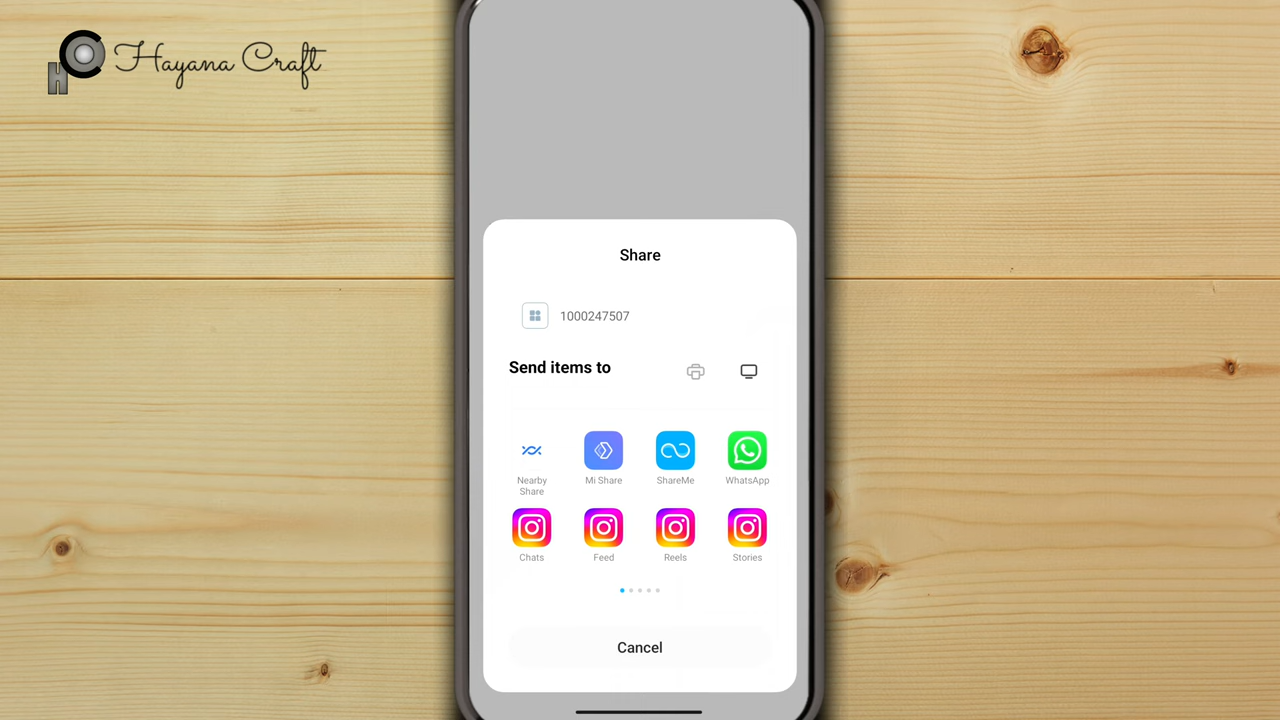 H
Hayana Craft
Share
1000247507
Send items to
Nearby Share
Mi Share
ShareMe
WhatsApp
Chats
Feed
Reels
Stories
Cancel